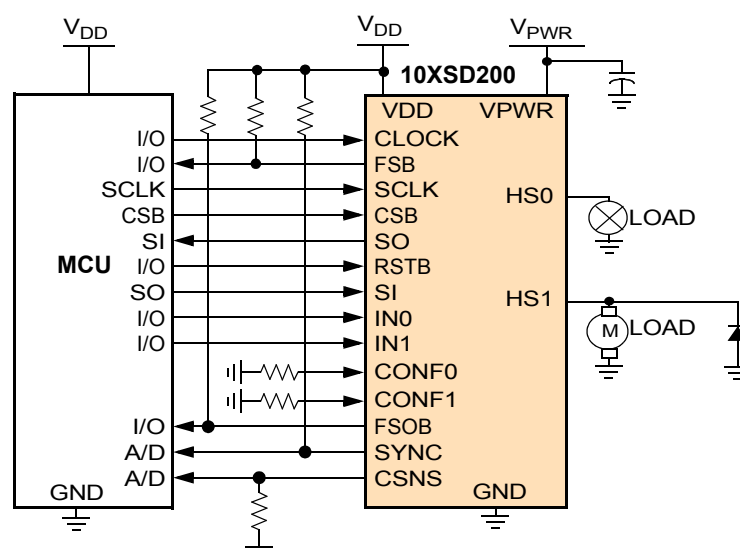 VDD VDD VPWR
10XSD200
VDD VPWR
I/O CLOCK
I/O FSB
SCLK SCLK HS0
CSB CSB LOAD
SI SO
MCU I/O RSTB
SO SI HS1
I/O IN0 M LOAD
I/O IN1
CONF0
CONF1
I/O FSOB
A/D SYNC
A/D CSNS
GND GND